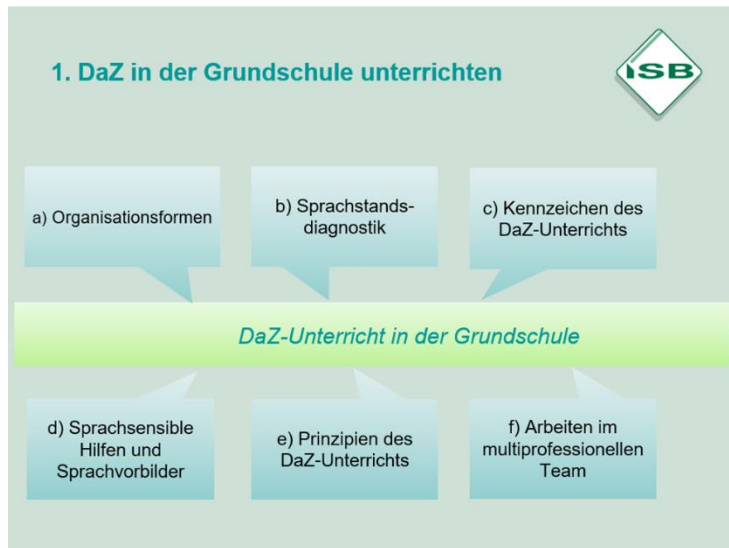 1. DaZ in der Grundschule unterrichten
ISB
a) Organisationsformen
b) Sprachstands-
diagnostik
c) Kennzeichen des
DaZ-Unterrichts
DaZ-Unterricht in der Grundschule
d) Sprachsensible
Hilfen und
Sprachvorbilder
e) Prinzipien des
DaZ-Unterrichts
f) Arbeiten im
multiprofessionellen
Team